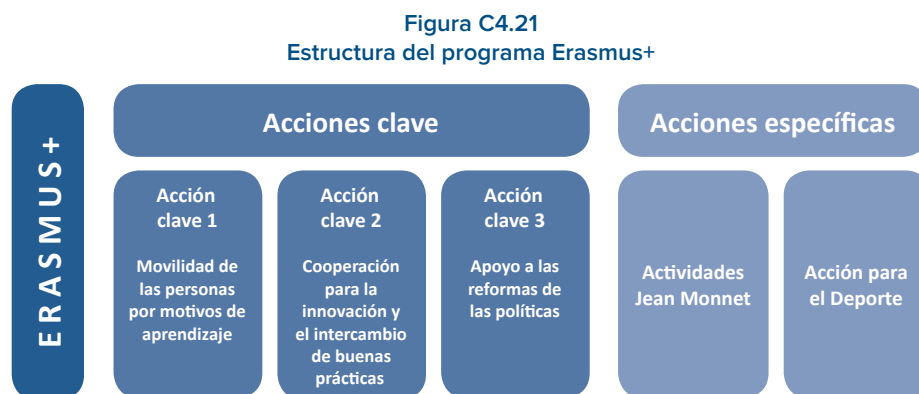 Figura C4.21
Estructura del programa Erasmus+
ERASMUS+
Acciones clave
Acción
clave 1
Movilidad de
las personas
por motivos de
aprendizaje
Acción
clave 2
Cooperación
para la
innovación y
el intercambio
de buenas
prácticas
Acción
clave 3
Apoyo a las
reformas de
las políticas
Acciones específicas
Actividades
Jean Monnet
Acción para
el Deporte